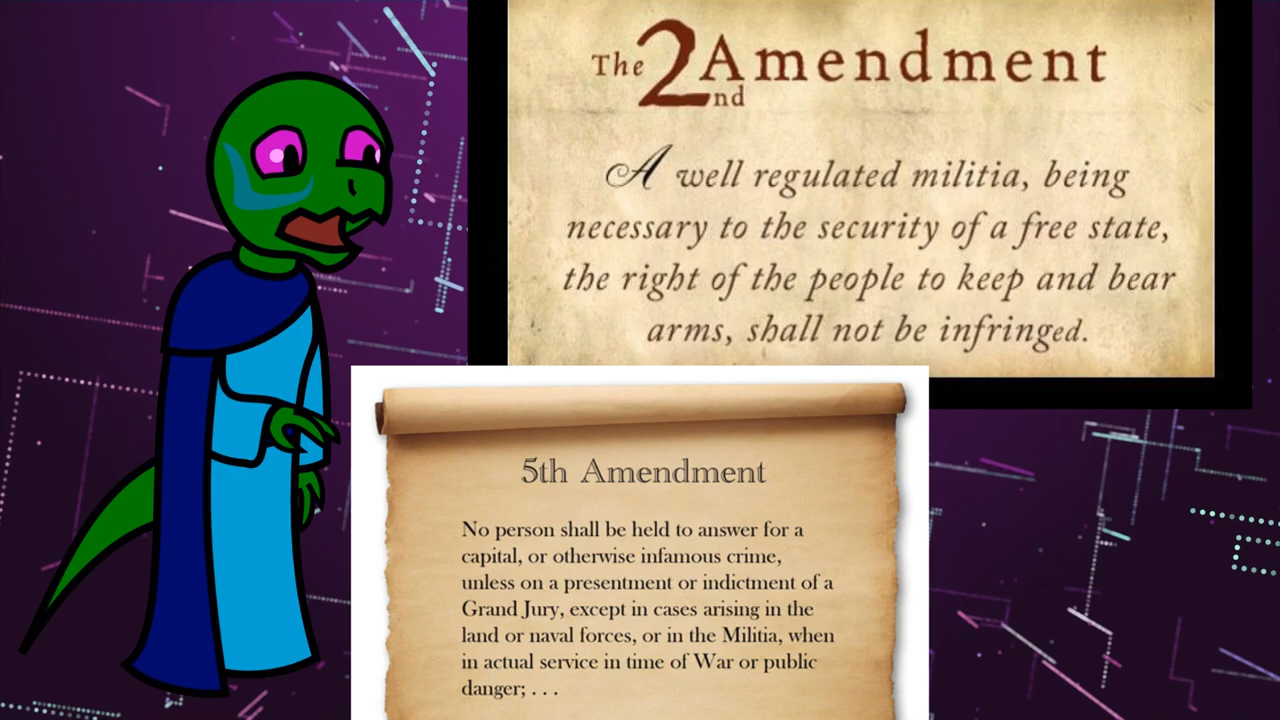 The 2nd Amendment
A well regulated militia, being
necessary to the security of a free state,
the right of the people to keep and bear
arms, shall not be infringed.
5th Amendment
No person shall be held to answer for a
capital, or otherwise infamous crime,
unless on a presentment or indictment of a
Grand Jury, except in cases arising in the
land or naval forces, or in the Militia, when
in actual service in time of War or public
danger; . . .